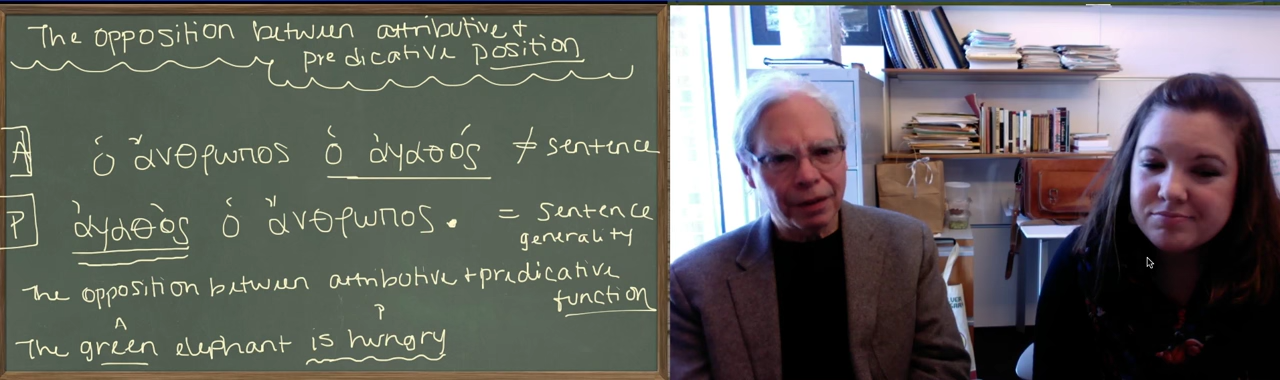 The opposition between attributive +
predicative position
A ὁ ἄνθρωπος ὁ ἀγαθός ≠ sentence
P ἀγαθὸς ὁ ἄνθρωπος. = sentence
generality
The opposition between attributive + predicative
function
A P
The green elephant is hungry